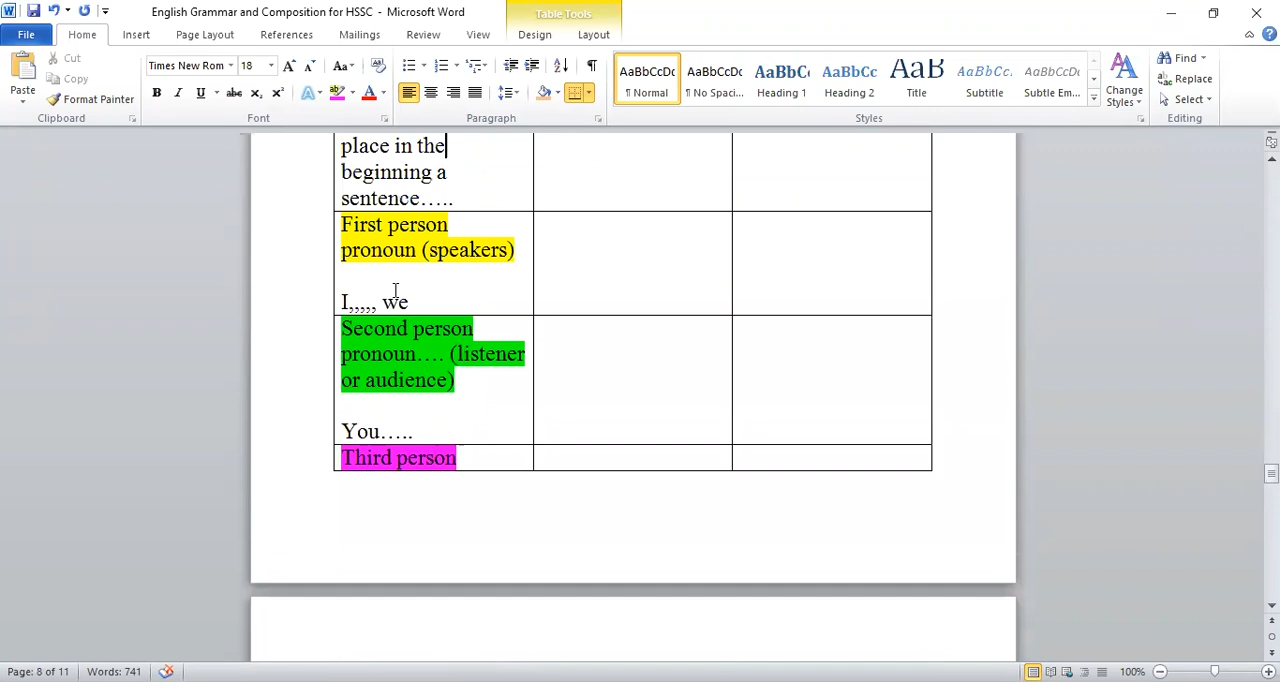 English Grammar and Composition for HSSC - Microsoft Word
Table Tools
File Home Insert Page Layout References Mailings Review View Design Layout
Paste
Cut
Copy
Format Painter
Clipboard
Times New Rom 18
Font
Paragraph
AaBbCcDc AaBbCcDc AaBbCc AaBbCc AaB AaBbCc. AaBbCcDc
¶ Normal ¶ No Spaci... Heading 1 Heading 2 Title Subtitle Subtle Em...
Styles
Change
Styles
Find
Replace
Select
Editing
place in the
beginning a
sentence…..
First person
pronoun (speakers)
I,,,,, we
Second person
pronoun…. (listener
or audience)
You…..
Third person
Page: 8 of 11 Words: 741 100%